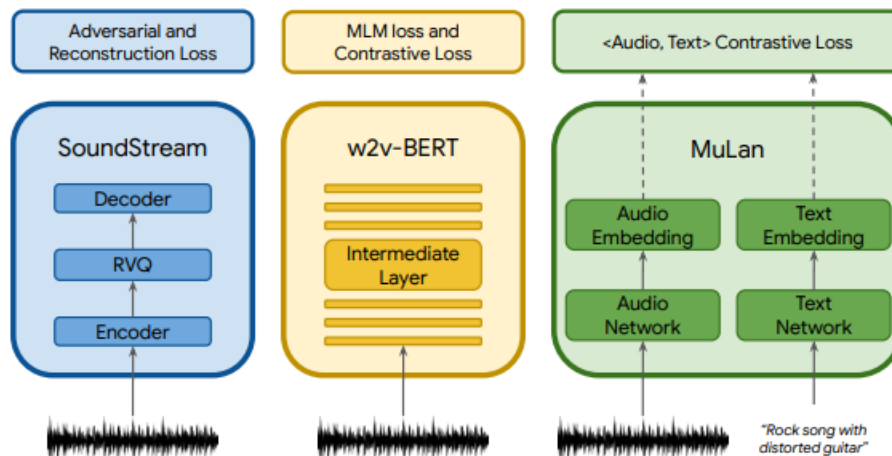 Adversarial and
Reconstruction Loss
MLM loss and
Contrastive Loss
<Audio, Text> Contrastive Loss
SoundStream
Decoder
RVQ
Encoder
w2v-BERT
Intermediate
Layer
MuLan
Audio
Embedding
Text
Embedding
Audio
Network
Text
Network
"Rock song with
distorted guitar"